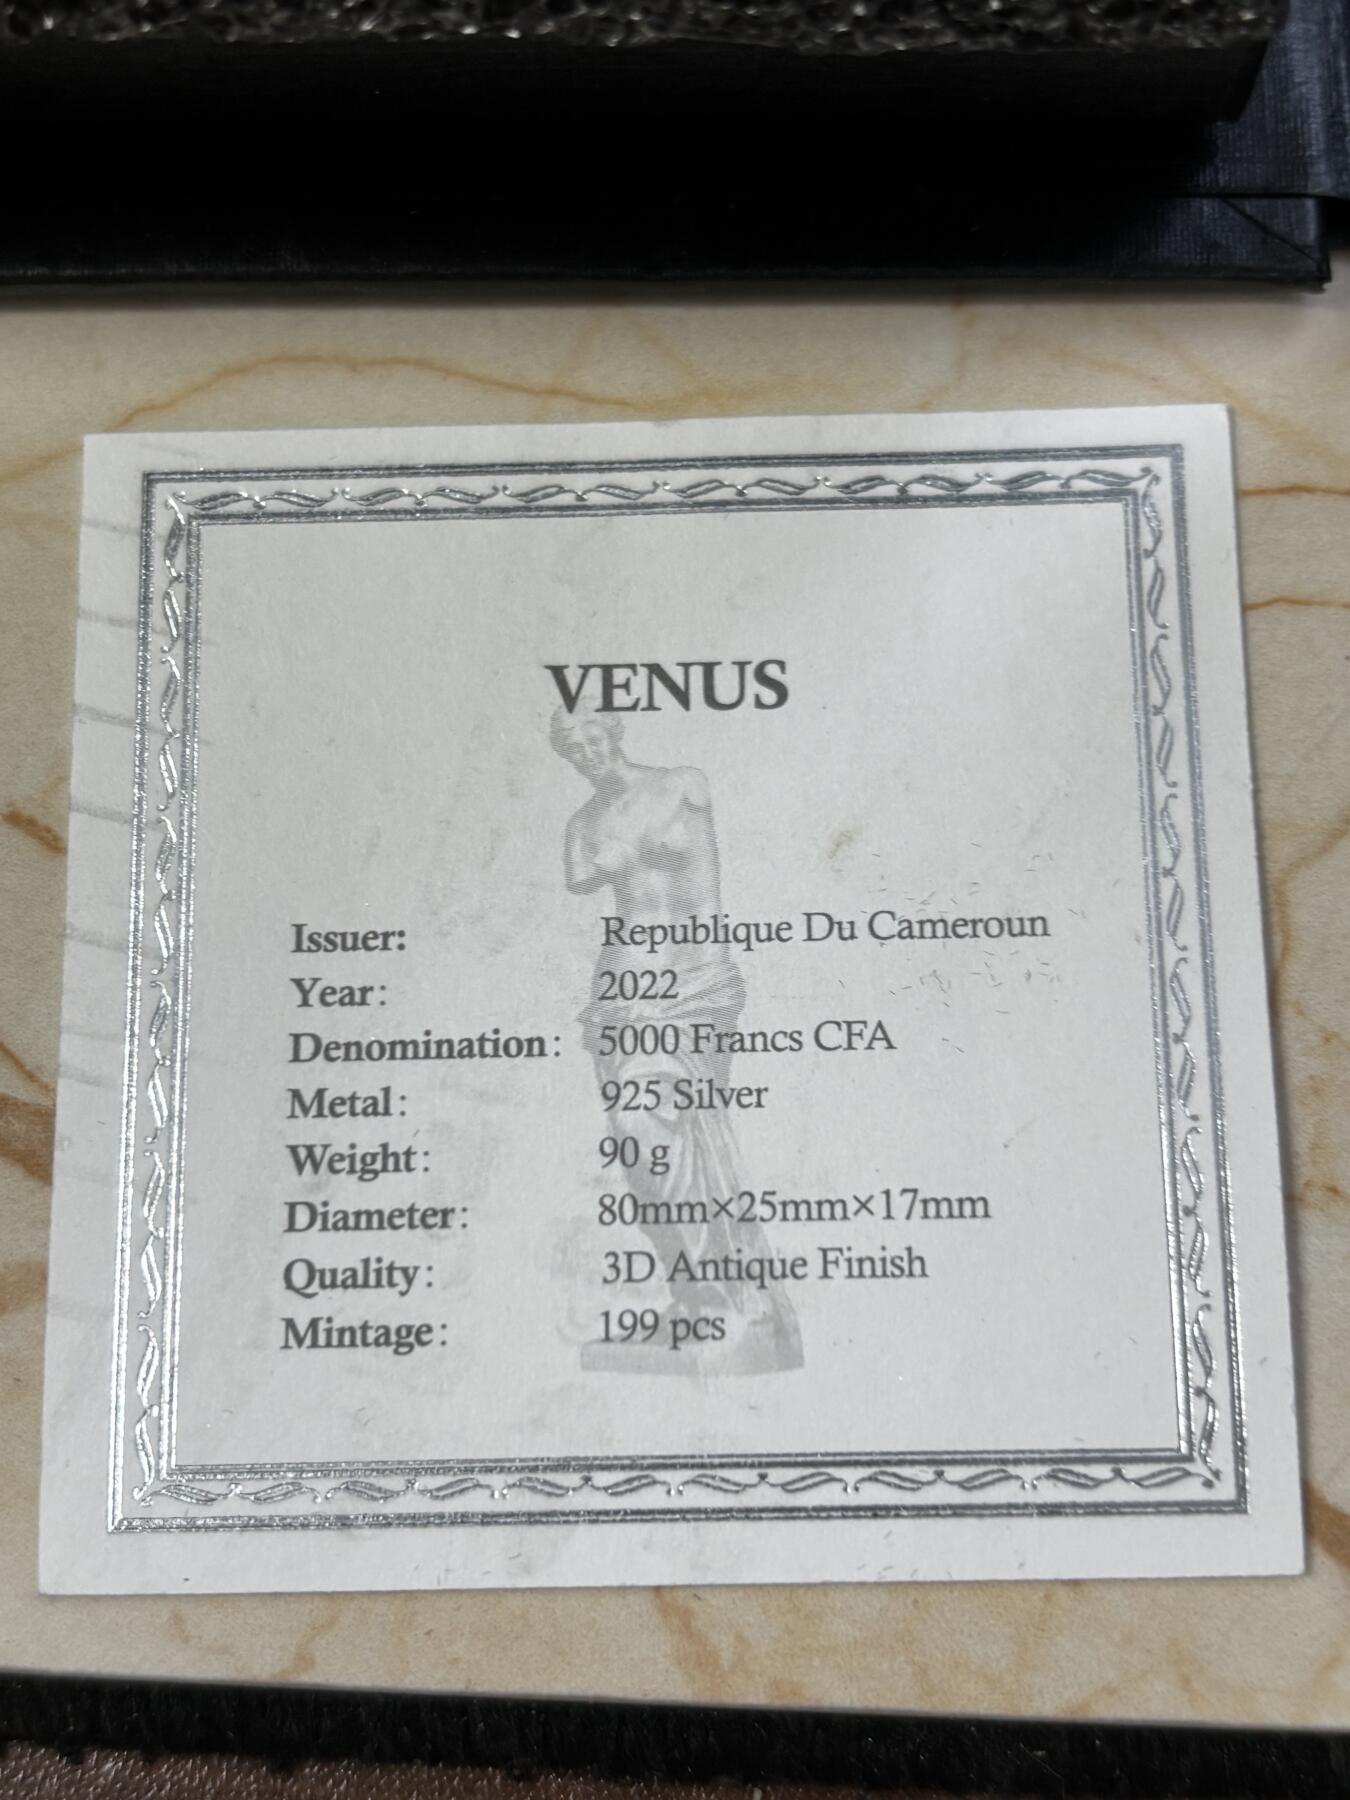 VENUS
Issuer: Republique Du Cameroun
Year: 2022
Denomination: 5000 Francs CFA
Metal: 925 Silver
Weight: 90 g
Diameter: 80mm×25mm×17mm
Quality: 3D Antique Finish
Mintage: 199 pcs